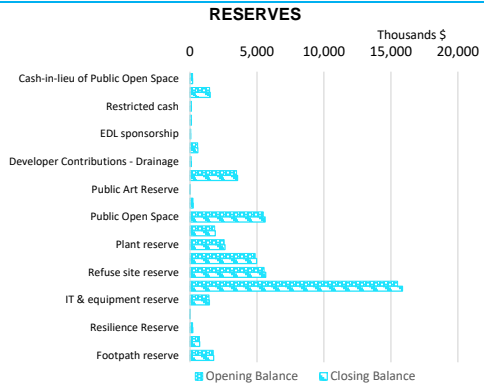 RESERVES
Thousands $
0 5,000 10,000 15,000 20,000
Cash-in-lieu of Public Open Space
Restricted cash
EDL sponsorship
Developer Contributions - Drainage
Public Art Reserve
Public Open Space
Plant reserve
Refuse site reserve
IT & equipment reserve
Resilience Reserve
Footpath reserve
Opening Balance Closing Balance